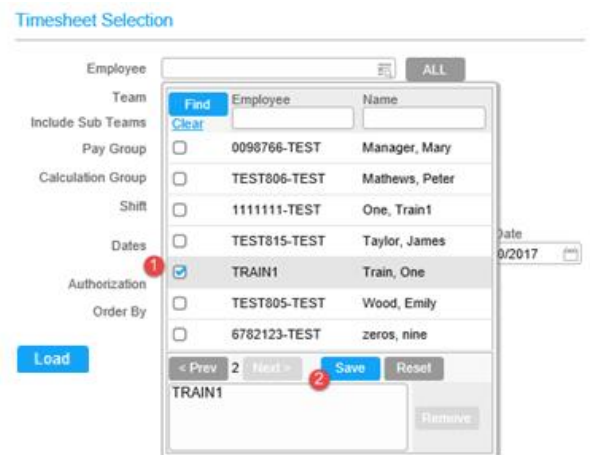 Timesheet Selection
Employee
ALL
Team
Include Sub Teams
Pay Group
Calculation Group
Shift
Dates
Authorization
Order By
Load
Find
Clear
Employee
Name
0098766-TEST Manager, Mary
TEST806-TEST Mathews, Peter
1111111-TEST One, Train1
TEST815-TEST Taylor, James
1
TRAIN1 Train, One
TEST805-TEST Wood, Emily
6782123-TEST zeros, nine
< Prev 2 Next > Save Reset
2
TRAIN1
Remove
Date
0/2017